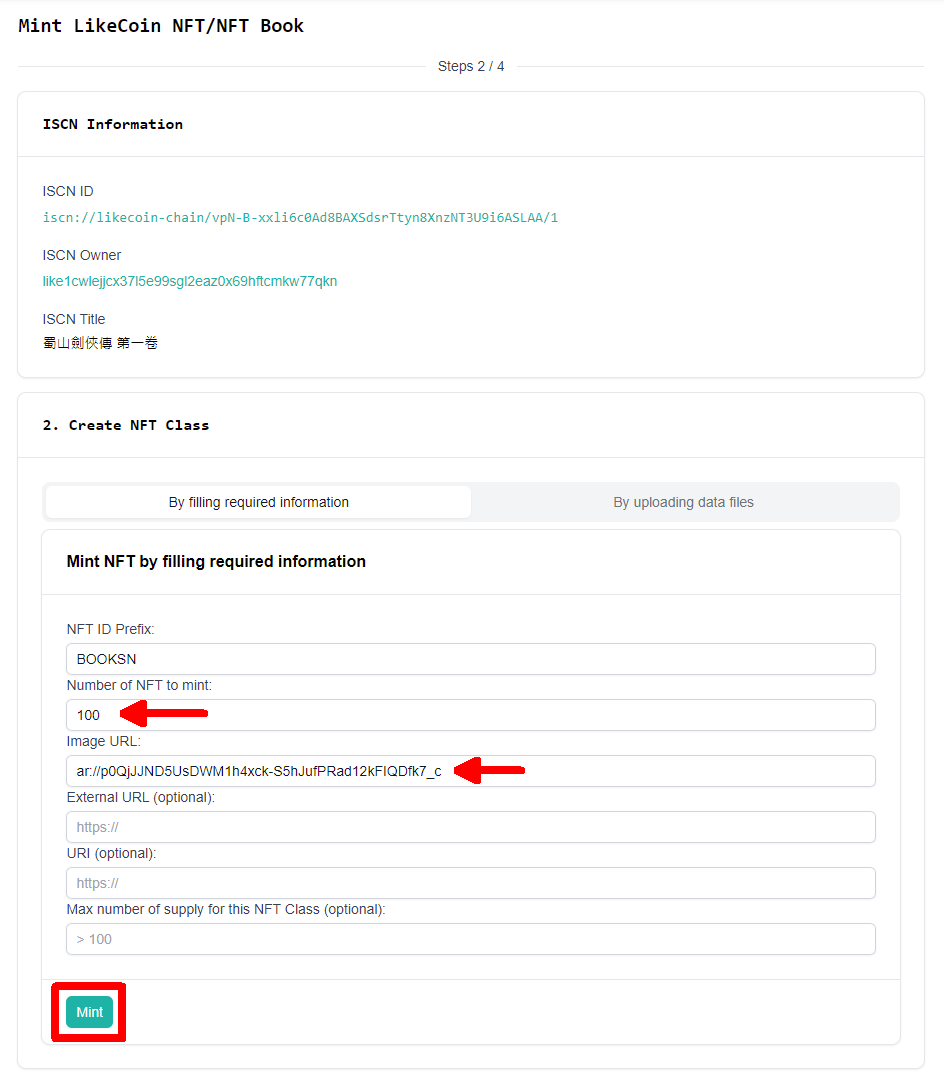 Mint LikeCoin NFT/NFT Book
Steps 2 / 4
ISCN Information
ISCN ID
iscn://likecoin-chain/vpN-B-xxli6c0Ad8BAXSdsrTtyn8XnzNT3U9i6ASLAA/1
ISCN Owner
like1cwlejjcx37l5e99sgl2eaz0x69hftcmkw77qkn
ISCN Title
蜀山劍俠傳 第一卷
2. Create NFT Class
By filling required information
By uploading data files
Mint NFT by filling required information
NFT ID Prefix:
BOOKSN
Number of NFT to mint:
100
Image URL:
ar://p0QjJJND5UsDWM1h4xck-S5hJufPRad12kFIQDfk7_c
External URL (optional):
https://
URI (optional):
https://
Max number of supply for this NFT Class (optional):
> 100
Mint